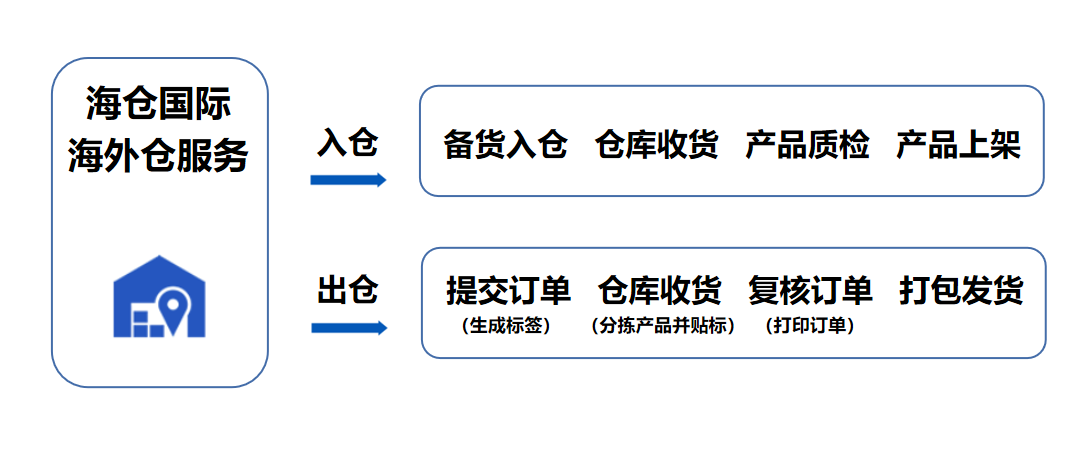 海仓国际
海外仓服务
入仓
备货入仓 仓库收货 产品质检 产品上架
出仓
提交订单 仓库收货 复核订单 打包发货
（生成标签） （分拣产品并贴标） （打印订单）